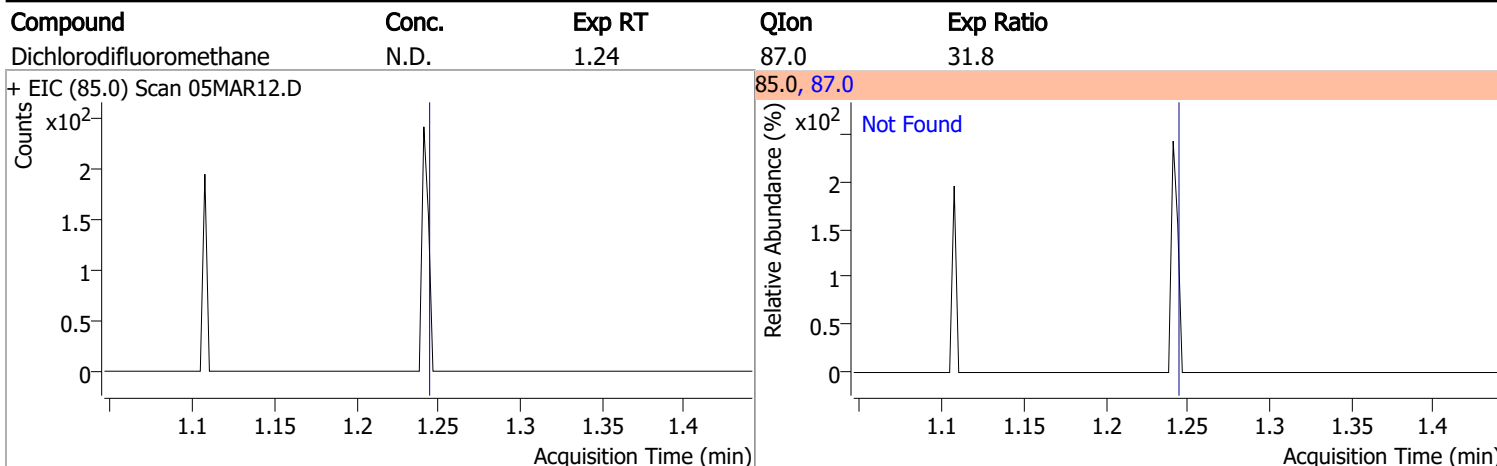 Compound Conc. Exp RT QIon Exp Ratio
Dichlorodifluoromethane N.D. 1.24 87.0 31.8
+ EIC (85.0) Scan 05MAR12.D
Counts
x10²
2
1.5
1
0.5
0
1.1 1.15 1.2 1.25 1.3 1.35 1.4
Acquisition Time (min)
85.0, 87.0
Relative Abundance (%)
x10²
Not Found
2
1.5
1
0.5
0
1.1 1.15 1.2 1.25 1.3 1.35 1.4
Acquisition Time (min)